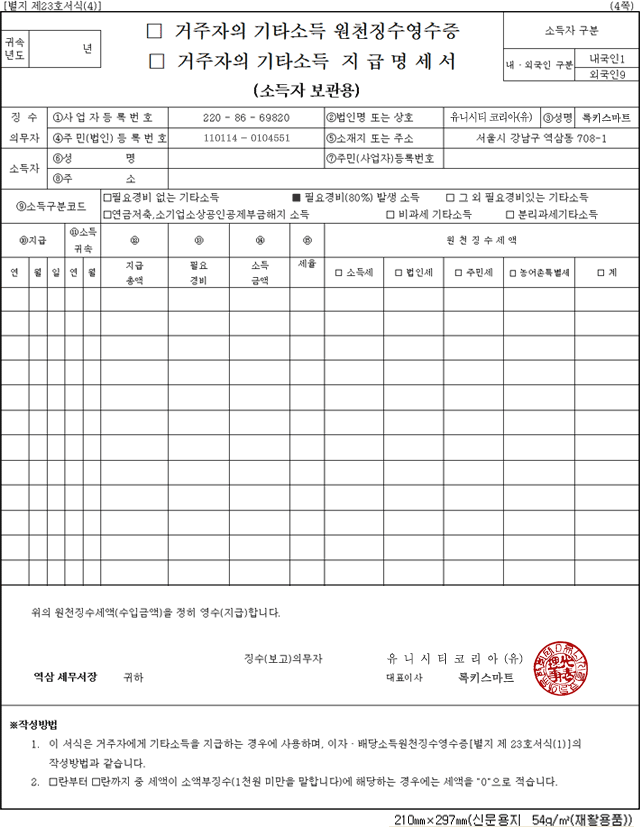 [별지 제23호서식(4)] (4쪽)
귀속
년도
년
□ 거주자의 기타소득 원천징수영수증
□ 거주자의 기타소득 지급명세서
(소득자 보관용)
소득자 구분
내·외국인 구분
내국인1
외국인9
징 수
의무자
①사업자등록번호 220 - 86 - 69820 ②법인명 또는 상호 유니시티 코리아(유) ③성명 록키스마트
④주민(법인)등록번호 110114 - 0104551 ⑤소재지 또는 주소 서울시 강남구 역삼동 708-1
소득자
⑥성 명 ⑦주민(사업자)등록번호
⑧주 소
⑨소득구분코드
□필요경비 없는 기타소득 ■ 필요경비(80%) 발생 소득 □ 그 외 필요경비있는 기타소득
□연금저축,소기업소상공인공제부금해지 소득 □ 비과세 기타소득 □ 분리과세기타소득
⑩지급 ⑪소득
귀속
⑫ ⑬ ⑭ ⑮ 원천징수세액
연 월 일 연 월
지급
총액
필요
경비
소득
금액
세율
□ 소득세 □ 법인세 □ 주민세 □ 농어촌특별세 □ 계
위의 원천징수세액(수입금액)을 정히 영수(지급)합니다.
징수(보고)의무자 유니시티코리아(유)
역삼 세무서장 귀하 대표이사 록키스마트
※작성방법
1. 이 서식은 거주자에게 기타소득을 지급하는 경우에 사용하며, 이자·배당소득원천징수영수증[별지 제 23호서식(1)]의
작성방법과 같습니다.
2. □란부터 □란까지 중 세액이 소액부징수(1천원 미만을 말합니다)에 해당하는 경우에는 세액을 "0"으로 적습니다.
210㎜×297㎜(신문용지 54g/㎡(재활용품))